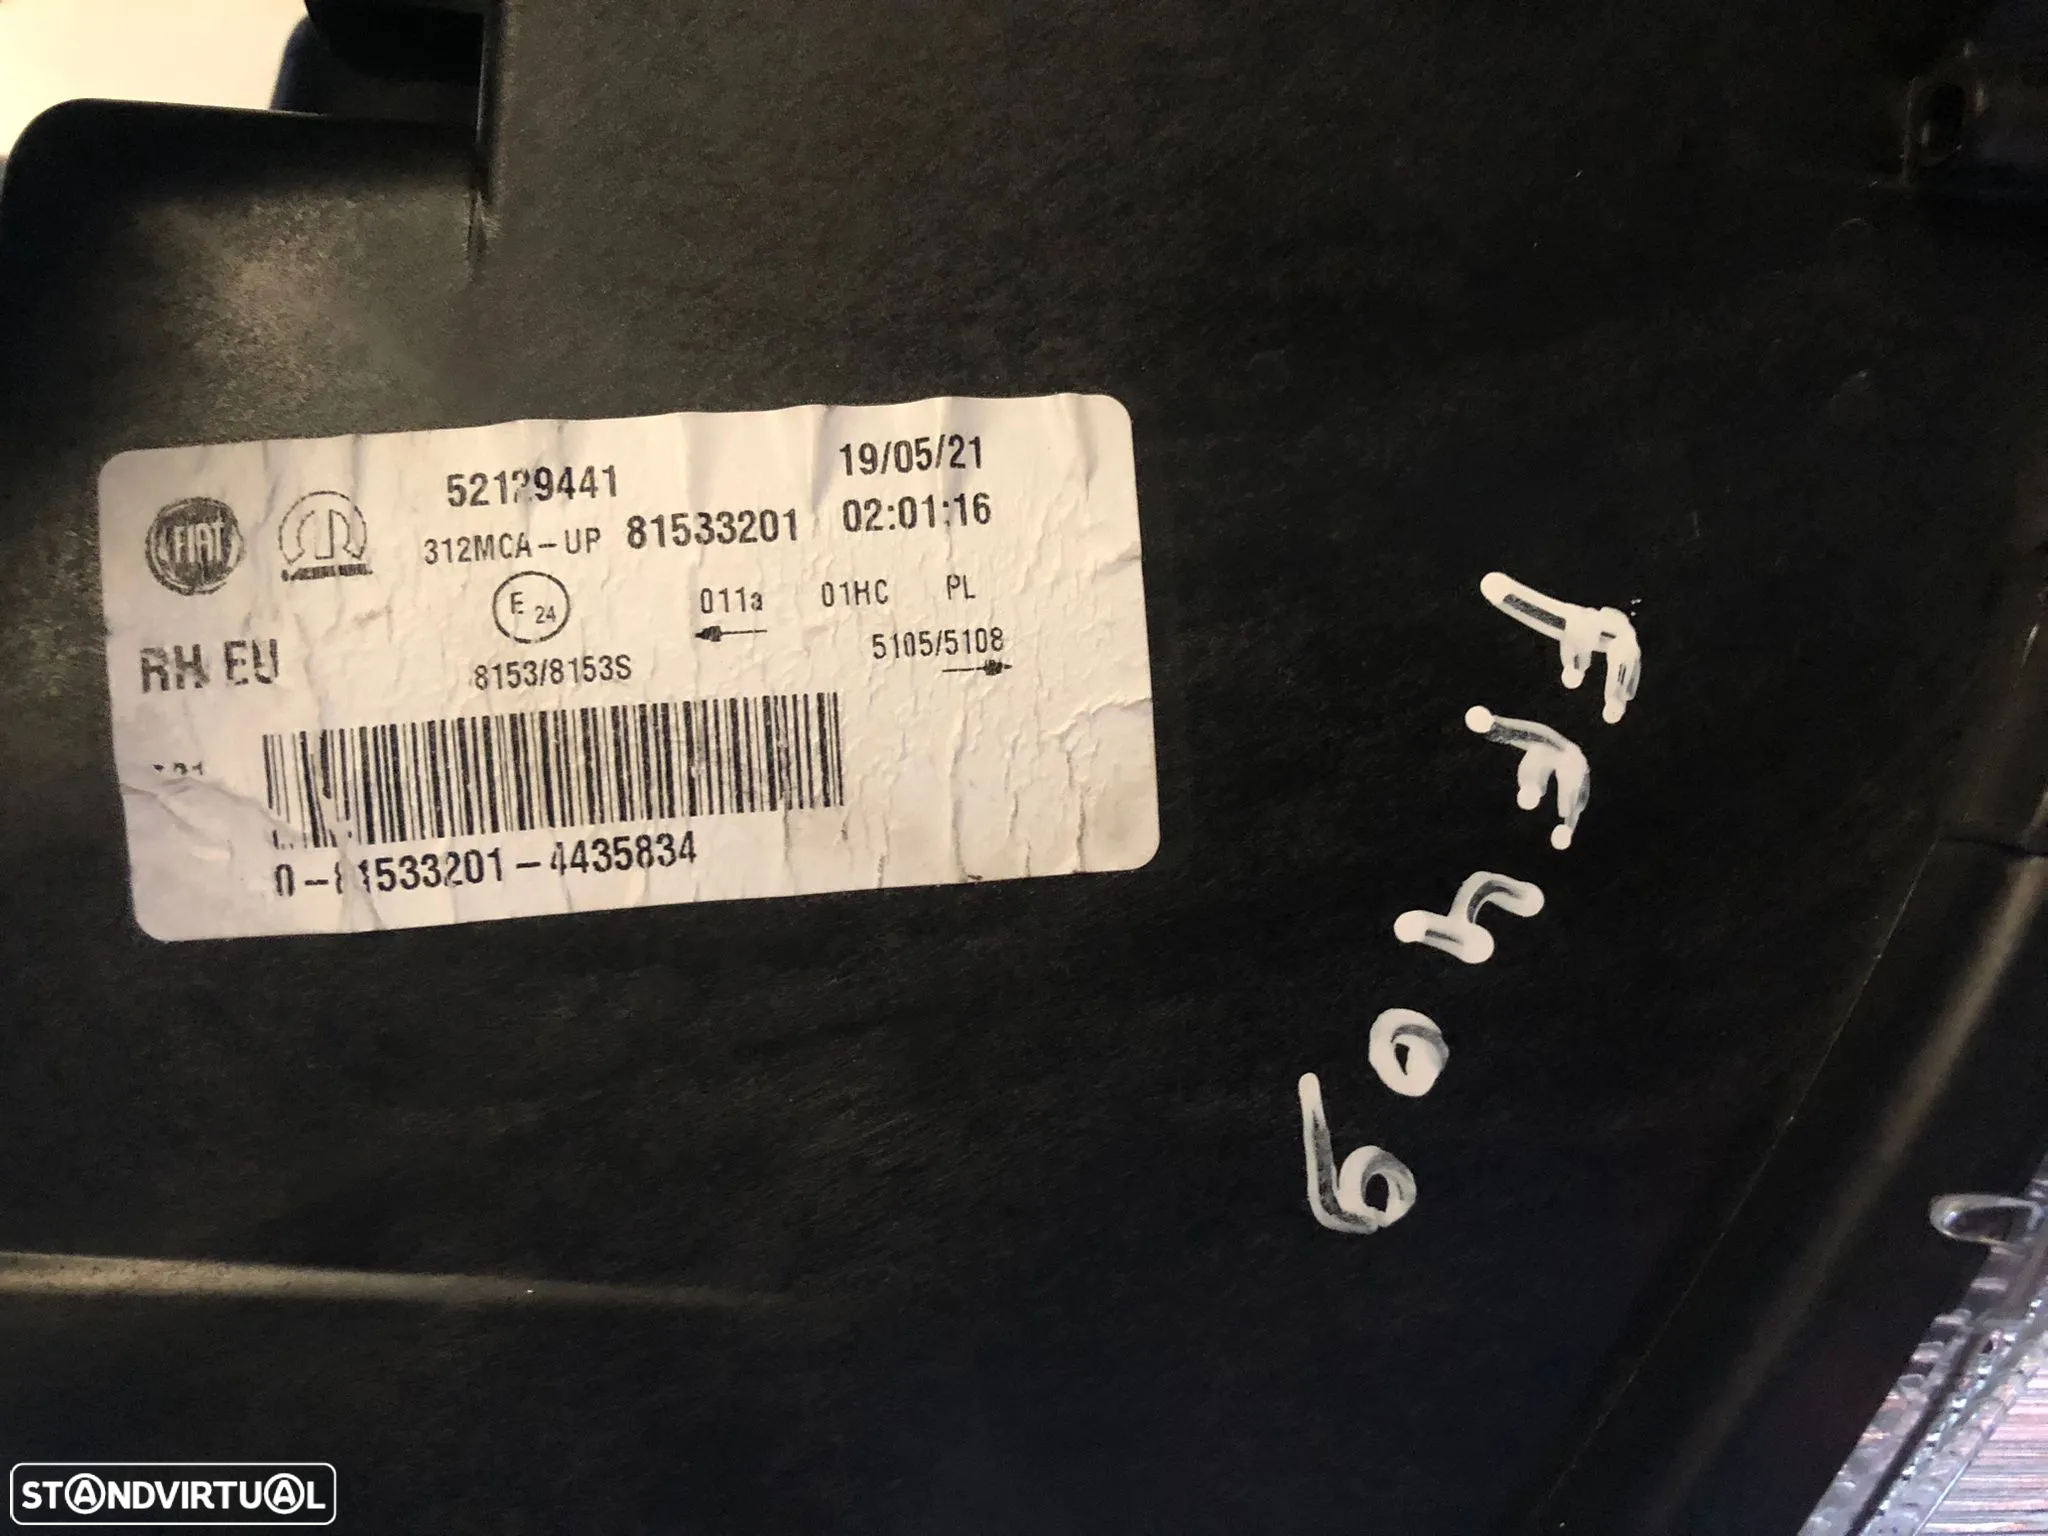 52129441
19/05/21
312MCA-UP 81533201
02:01:16
FIAT
E 24
011a 01HC PL
RH EU
8153/8153S
5105/5108
0-81533201-4435834
FF409
STANDVIRTUAL